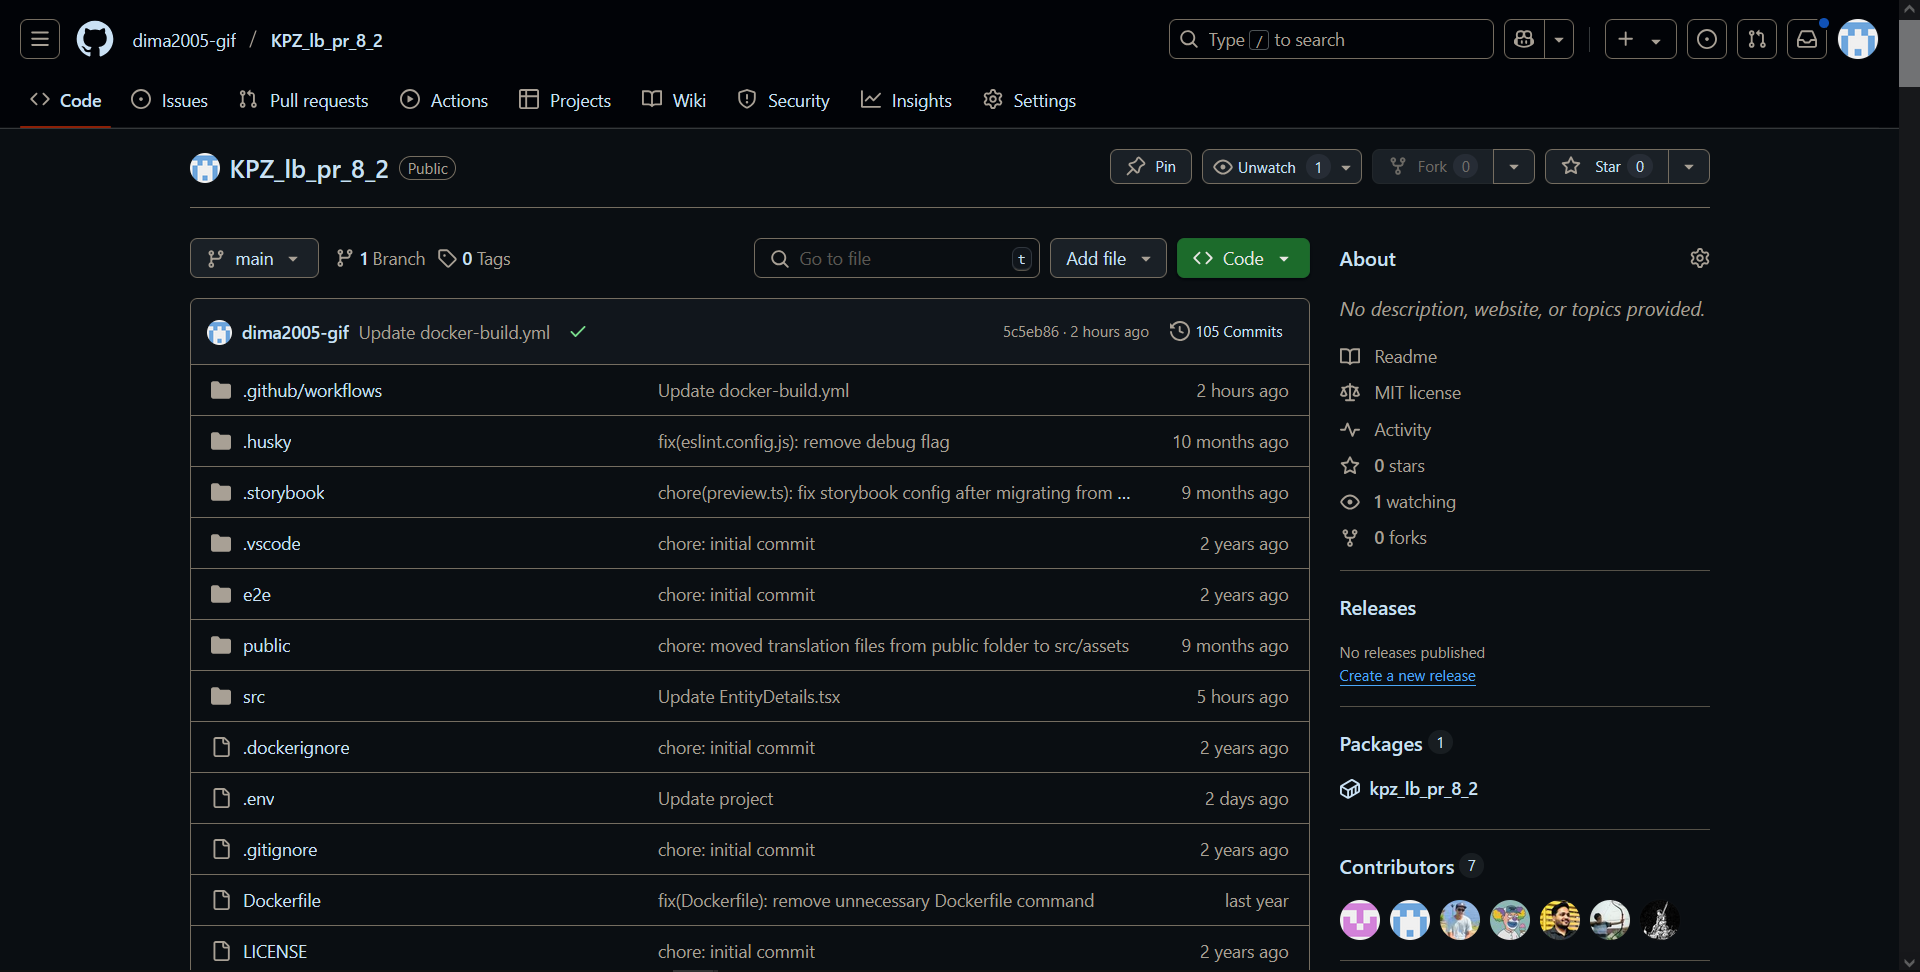 dima2005-gif / KPZ_lb_pr_8_2
Type / to search
Code
Issues
Pull requests
Actions
Projects
Wiki
Security
Insights
Settings
KPZ_lb_pr_8_2 Public
Pin
Unwatch 1
Fork 0
Star 0
main
1 Branch
0 Tags
Go to file t
Add file
Code
dima2005-gif Update docker-build.yml 5c5eb86 · 2 hours ago 105 Commits
.github/workflows Update docker-build.yml 2 hours ago
.husky fix(eslint.config.js): remove debug flag 10 months ago
.storybook chore(preview.ts): fix storybook config after migrating from ... 9 months ago
.vscode chore: initial commit 2 years ago
e2e chore: initial commit 2 years ago
public chore: moved translation files from public folder to src/assets 9 months ago
src Update EntityDetails.tsx 5 hours ago
.dockerignore chore: initial commit 2 years ago
.env Update project 2 days ago
.gitignore chore: initial commit 2 years ago
Dockerfile fix(Dockerfile): remove unnecessary Dockerfile command last year
LICENSE chore: initial commit 2 years ago
About
No description, website, or topics provided.
Readme
MIT license
Activity
0 stars
1 watching
0 forks
Releases
No releases published
Create a new release
Packages 1
kpz_lb_pr_8_2
Contributors 7